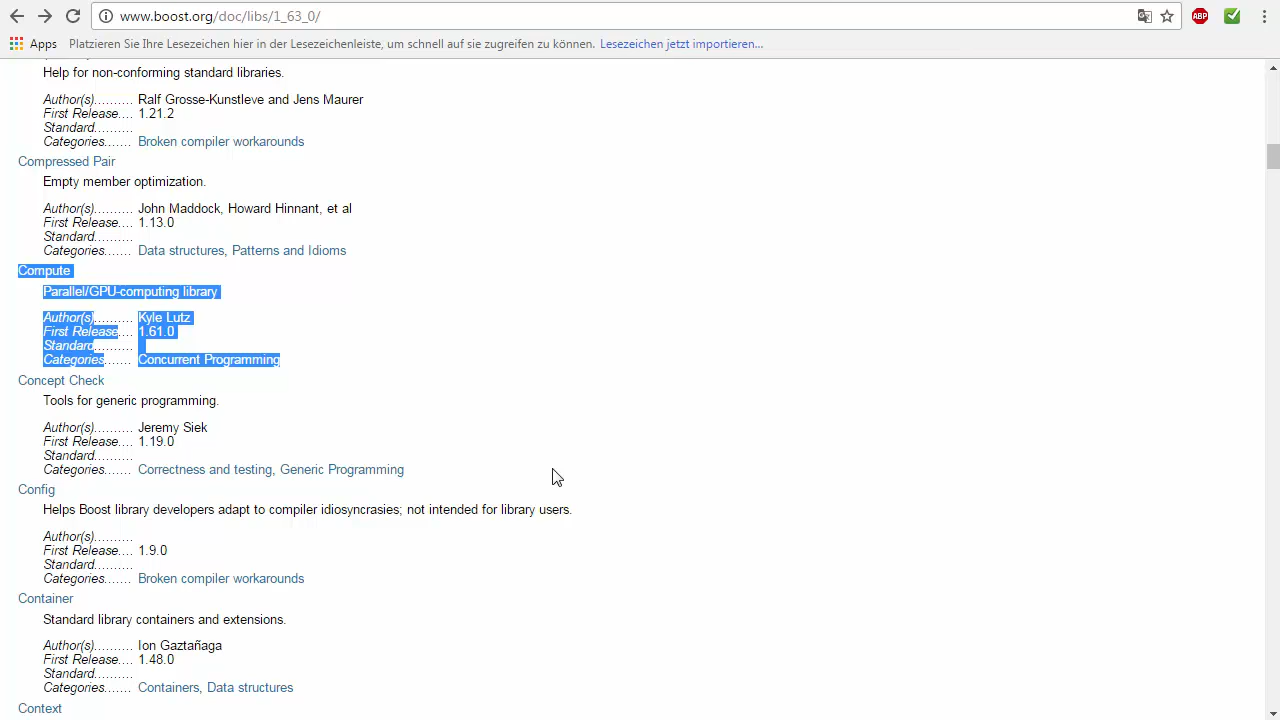 www.boost.org/doc/libs/1_63_0/
ABP
Apps Platzieren Sie Ihre Lesezeichen hier in der Lesezeichenleiste, um schnell auf sie zugreifen zu können. Lesezeichen jetzt importieren...
Help for non-conforming standard libraries.
Author(s).......... Ralf Grosse-Kunstleve and Jens Maurer
First Release.... 1.21.2
Standard..........
Categories....... Broken compiler workarounds
Compressed Pair
Empty member optimization.
Author(s).......... John Maddock, Howard Hinnant, et al
First Release.... 1.13.0
Standard..........
Categories....... Data structures, Patterns and Idioms
Compute
Parallel/GPU-computing library
Author(s).......... Kyle Lutz
First Release.... 1.61.0
Standard..........
Categories....... Concurrent Programming
Concept Check
Tools for generic programming.
Author(s).......... Jeremy Siek
First Release.... 1.19.0
Standard..........
Categories....... Correctness and testing, Generic Programming
Config
Helps Boost library developers adapt to compiler idiosyncrasies; not intended for library users.
Author(s)..........
First Release.... 1.9.0
Standard..........
Categories....... Broken compiler workarounds
Container
Standard library containers and extensions.
Author(s).......... Ion Gaztañaga
First Release.... 1.48.0
Standard..........
Categories....... Containers, Data structures
Context